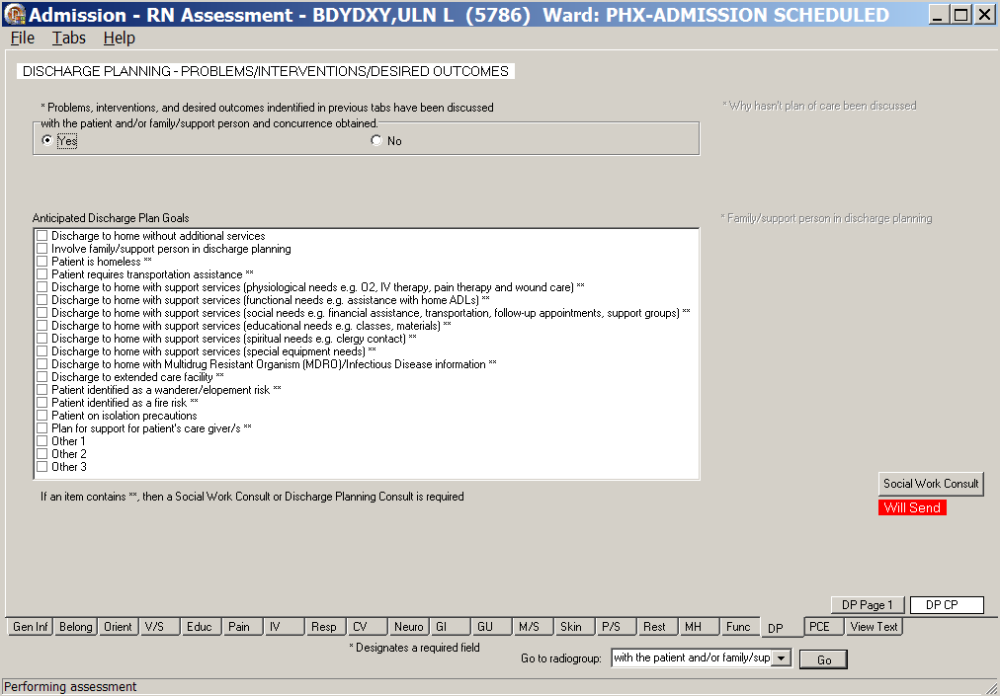 Admission - RN Assessment - BDYDXY,ULN L (5786) Ward: PHX-ADMISSION SCHEDULED
File Tabs Help
DISCHARGE PLANNING - PROBLEMS/INTERVENTIONS/DESIRED OUTCOMES
* Problems, interventions, and desired outcomes indentified in previous tabs have been discussed
with the patient and/or family/support person and concurrence obtained.
Yes No
* Why hasn't plan of care been discussed
Anticipated Discharge Plan Goals
* Family/support person in discharge planning
Discharge to home without additional services
Involve family/support person in discharge planning
Patient is homeless **
Patient requires transportation assistance **
Discharge to home with support services (physiological needs e.g. O2, IV therapy, pain therapy and wound care) **
Discharge to home with support services (functional needs e.g. assistance with home ADLs) **
Discharge to home with support services (social needs e.g. financial assistance, transportation, follow-up appointments, support groups) **
Discharge to home with support services (educational needs e.g. classes, materials) **
Discharge to home with support services (spiritual needs e.g. clergy contact) **
Discharge to home with support services (special equipment needs) **
Discharge to home with Multidrug Resistant Organism (MDRO)/Infectious Disease information **
Discharge to extended care facility **
Patient identified as a wanderer/elopement risk **
Patient identified as a fire risk **
Patient on isolation precautions
Plan for support for patient's care giver/s **
Other 1
Other 2
Other 3
If an item contains **, then a Social Work Consult or Discharge Planning Consult is required
Social Work Consult
Will Send
DP Page 1 DP CP
Gen Inf Belong Orient V/S Educ Pain IV Resp CV Neuro GI GU M/S Skin P/S Rest MH Func DP PCE View Text
* Designates a required field
Go to radiogroup: with the patient and/or family/sup Go
Performing assessment